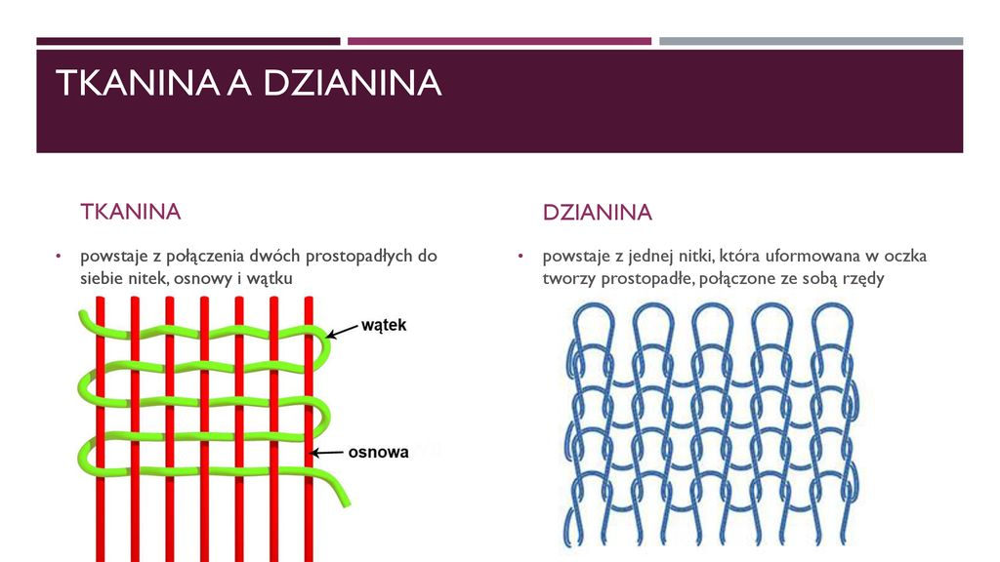 TKANINA A DZIANINA
TKANINA
• powstaje z połączenia dwóch prostopadłych do
siebie nitek, osnowy i wątku
wątek
osnowa
DZIANINA
• powstaje z jednej nitki, która uformowana w oczka
tworzy prostopadłe, połączone ze sobą rzędy